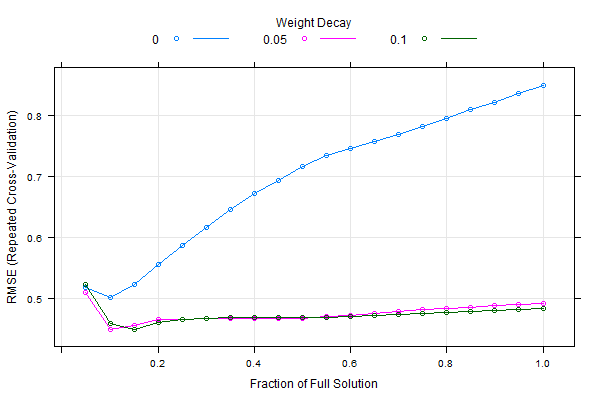 Weight Decay
0 0.05 0.1
RMSE (Repeated Cross-Validation)
0.8
0.7
0.6
0.5
0.2 0.4 0.6 0.8 1.0
Fraction of Full Solution